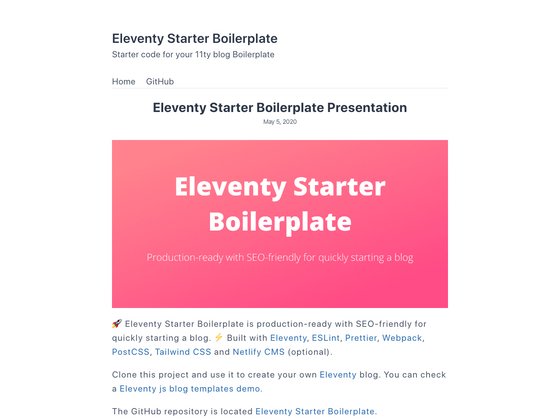 Eleventy Starter Boilerplate
Starter code for your 11ty blog Boilerplate
Home GitHub
Eleventy Starter Boilerplate Presentation
May 5, 2020
Eleventy Starter
Boilerplate
Production-ready with SEO-friendly for quickly starting a blog
🚀 Eleventy Starter Boilerplate is production-ready with SEO-friendly for
quickly starting a blog. ⚡ Built with Eleventy, ESLint, Prettier, Webpack,
PostCSS, Tailwind CSS and Netlify CMS (optional).
Clone this project and use it to create your own Eleventy blog. You can check
a Eleventy js blog templates demo.
The GitHub repository is located Eleventy Starter Boilerplate.